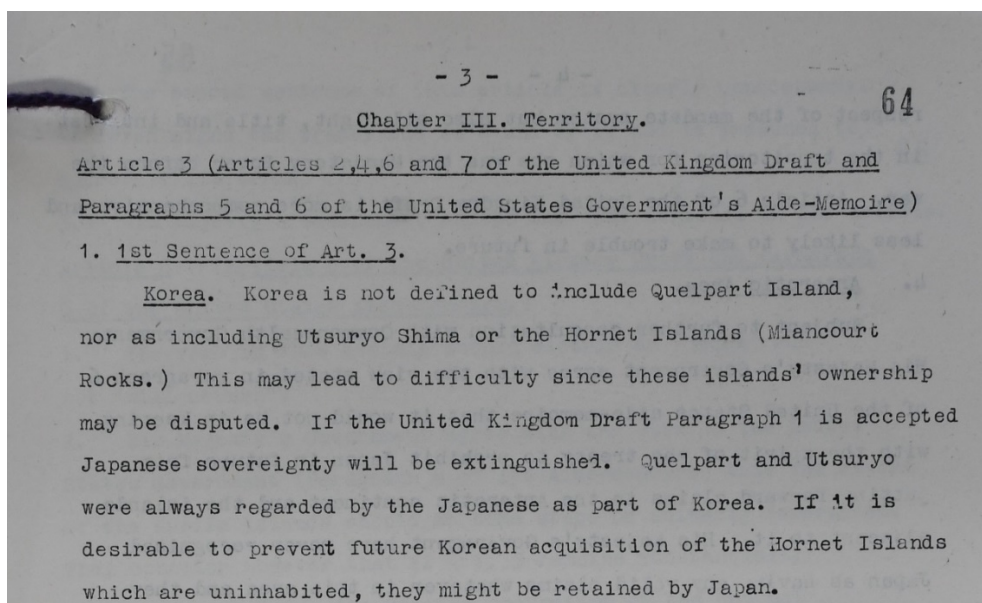 - 3 -
64
Chapter III. Territory.
Article 3 (Articles 2,4,6 and 7 of the United Kingdom Draft and
Paragraphs 5 and 6 of the United States Government's Aide-Memoire)
1. 1st Sentence of Art. 3.
Korea. Korea is not defined to include Quelpart Island,
nor as including Utsuryo Shima or the Hornet Islands (Miancourt
Rocks.) This may lead to difficulty since these islands' ownership
may be disputed. If the United Kingdom Draft Paragraph 1 is accepted
Japanese sovereignty will be extinguished. Quelpart and Utsuryo
were always regarded by the Japanese as part of Korea. If it is
desirable to prevent future Korean acquisition of the Hornet Islands
which are uninhabited, they might be retained by Japan.